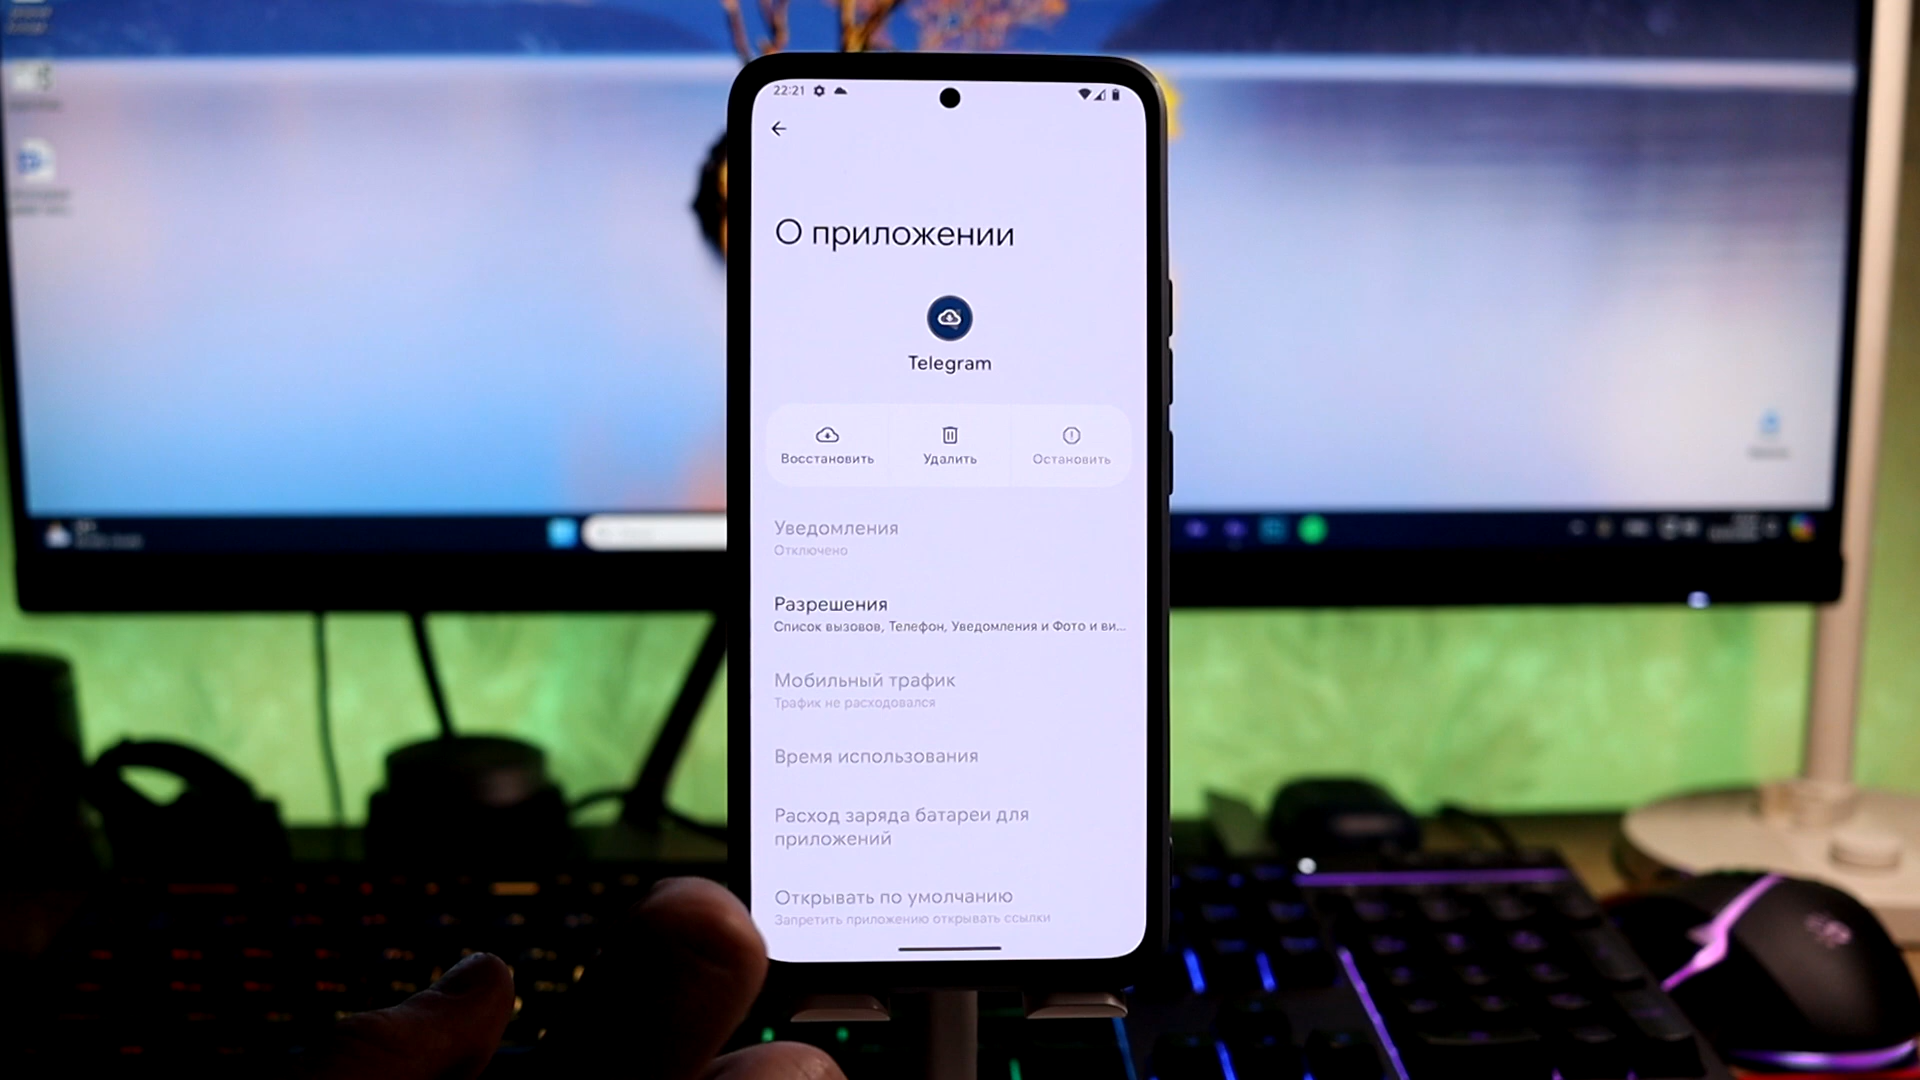 22:21
О приложении
Telegram
Восстановить
Удалить
Остановить
Уведомления
Отключено
Разрешения
Список вызовов, Телефон, Уведомления и Фото и ви...
Мобильный трафик
Трафик не расходовался
Время использования
Расход заряда батареи для
приложений
Открывать по умолчанию
Запретить приложению открывать ссылки